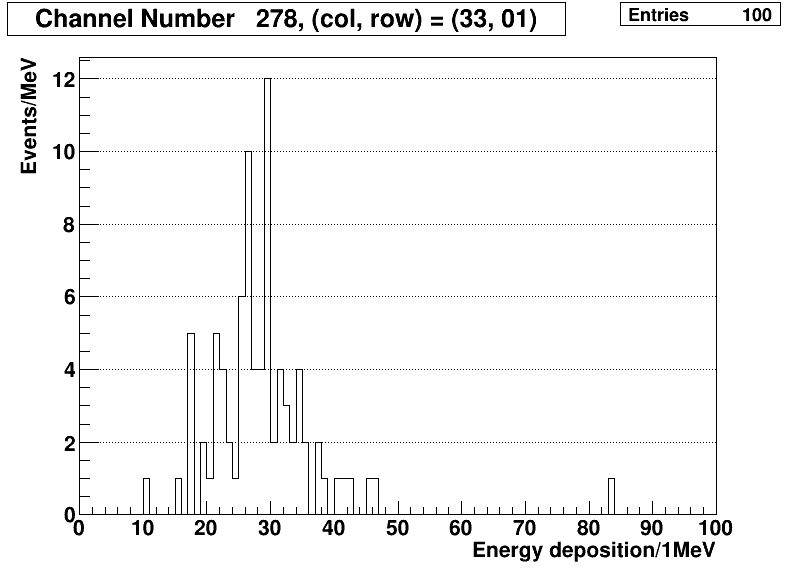 Channel Number 278, (col, row) = (33, 01)
Entries 100
Events/MeV
12
10
8
6
4
2
0
0 10 20 30 40 50 60 70 80 90 100
Energy deposition/1MeV